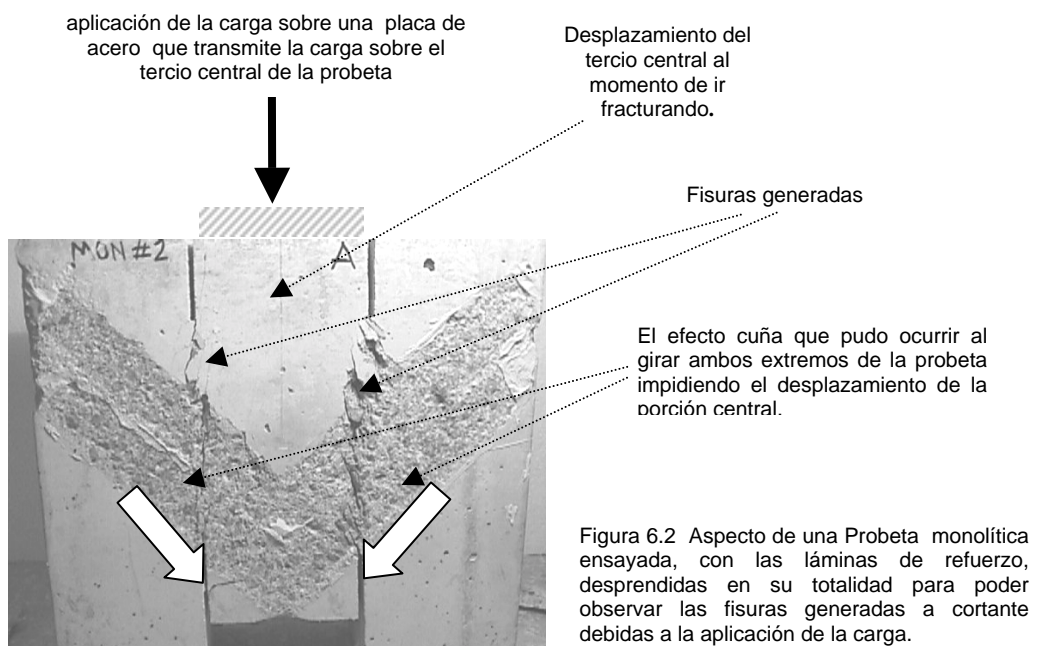 aplicación de la carga sobre una placa de
acero que transmite la carga sobre el
tercio central de la probeta
Desplazamiento del
tercio central al
momento de ir
fracturando.
Fisuras generadas
MON #2
A
El efecto cuña que pudo ocurrir al
girar ambos extremos de la probeta
impidiendo el desplazamiento de la
porción central.
Figura 6.2 Aspecto de una Probeta monolítica
ensayada, con las láminas de refuerzo,
desprendidas en su totalidad para poder
observar las fisuras generadas a cortante
debidas a la aplicación de la carga.